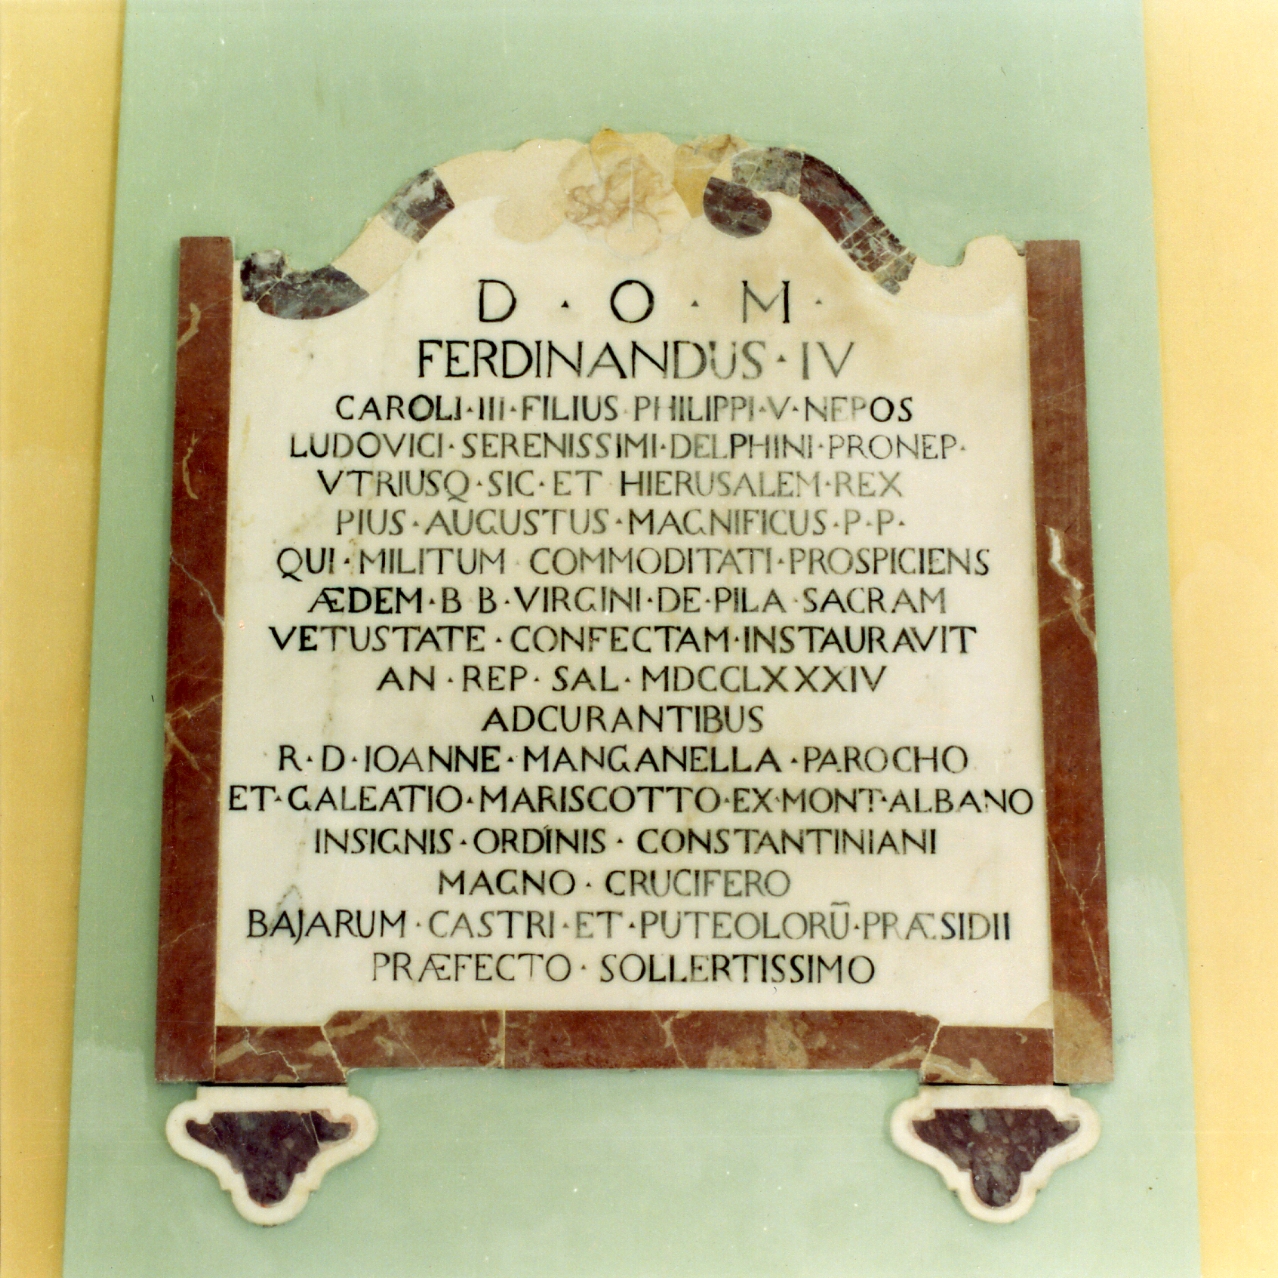 D · O · M ·
FERDINANDUS · IV
CAROLI · III · FILIUS PHILIPPI · V · NEPOS
LUDOVICI · SERENISSIMI · DELPHINI · PRONEP ·
VTRIUSQ · SIC · ET HIERUSALEM · REX
PIUS · AUGUSTUS · MAGNIFICUS · P · P ·
QUI · MILITUM COMMODITATI · PROSPICIENS
ÆDEM · B B · VIRGINI · DE · PILA SACRAM
VETUSTATE · CONFECTAM · INSTAURAVIT
AN · REP · SAL · MDCCLXXXIV
ADCURANTIBUS
R · D · IOANNE · MANGANELLA · PAROCHO
ET · GALEATIO · MARISCOTTO · EX · MONT · ALBANO
INSIGNIS · ORDINIS · CONSTANTINIANI
MAGNO · CRUCIFERO
BAJARUM · CASTRI · ET · PUTEOLORŪ · PRÆSIDII
PRÆFECTO · SOLLERTISSIMO